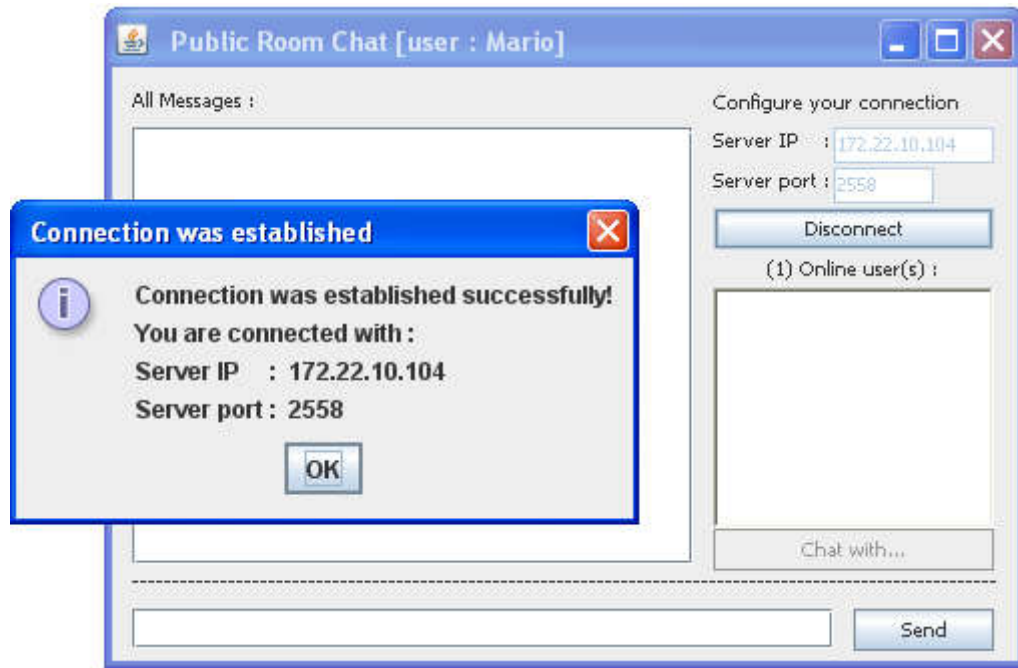 Public Room Chat [user : Mario]
All Messages :
Configure your connection
Server IP : 172.22.10.104
Server port : 2558
Disconnect
(1) Online user(s) :
Chat with...
Send
Connection was established
Connection was established successfully!
You are connected with :
Server IP : 172.22.10.104
Server port : 2558
OK